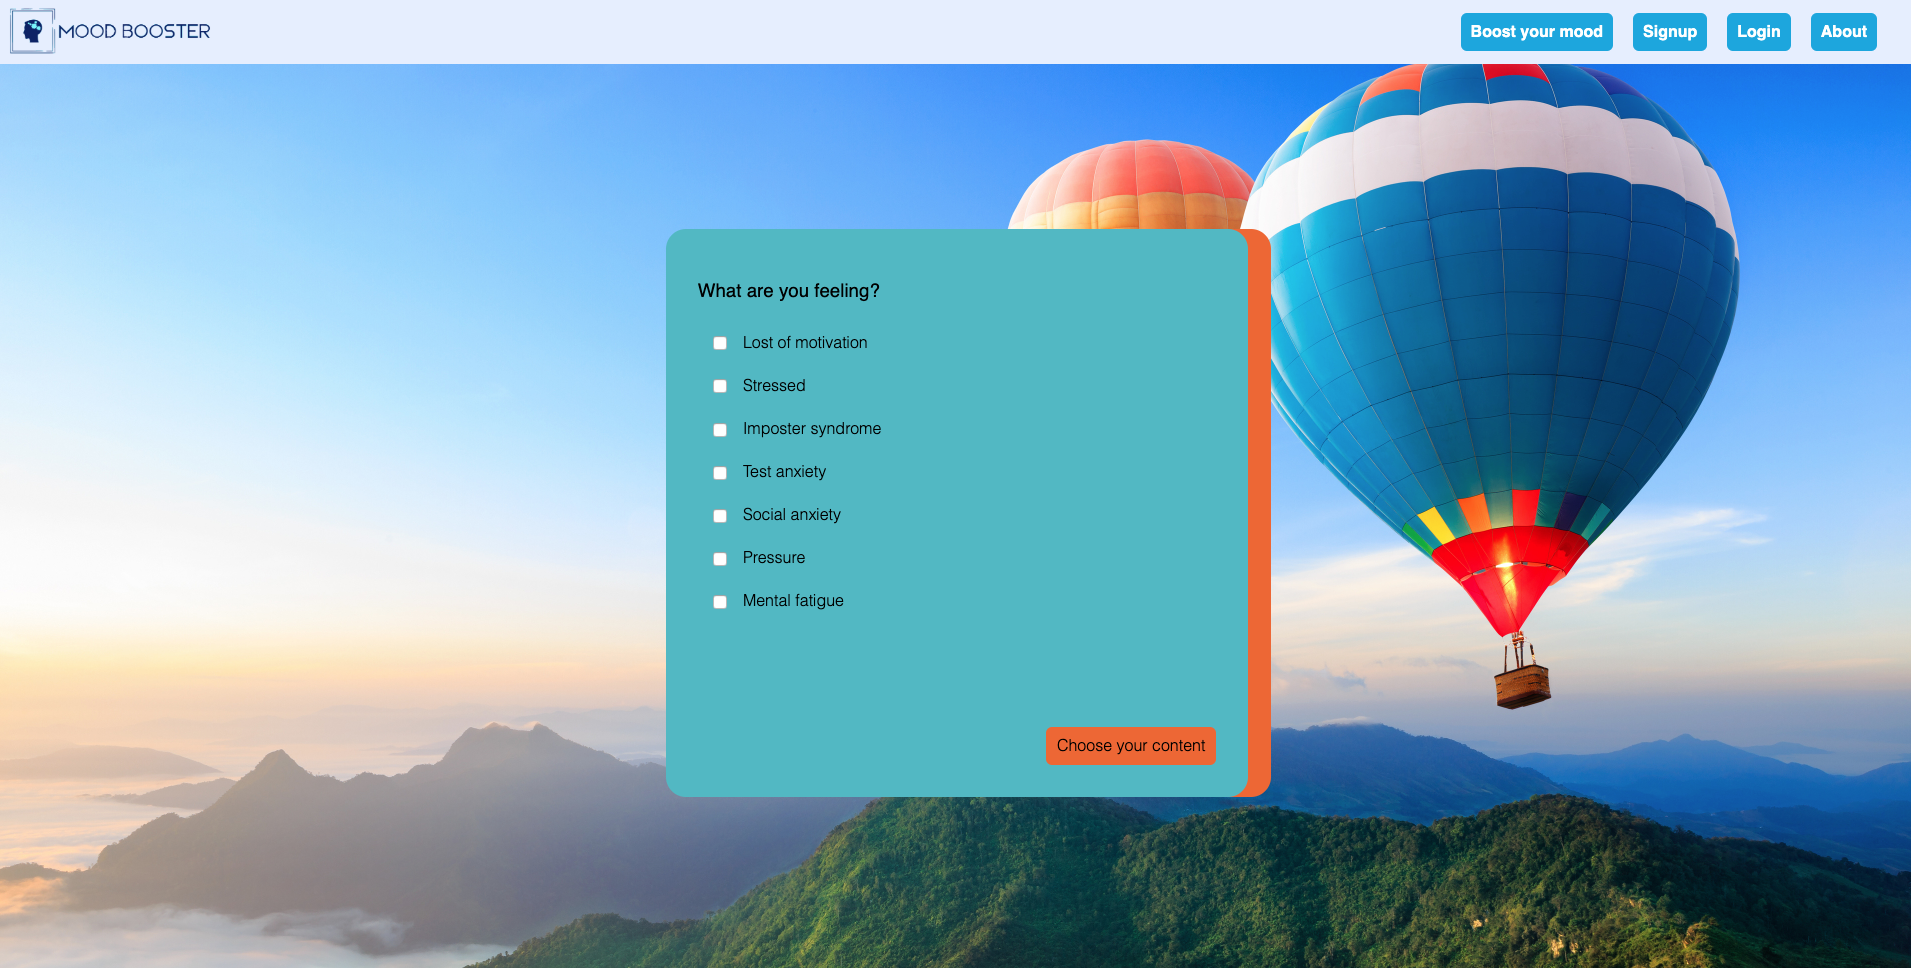 MOOD BOOSTER
Boost your mood
Signup
Login
About
What are you feeling?
Lost of motivation
Stressed
Imposter syndrome
Test anxiety
Social anxiety
Pressure
Mental fatigue
Choose your content